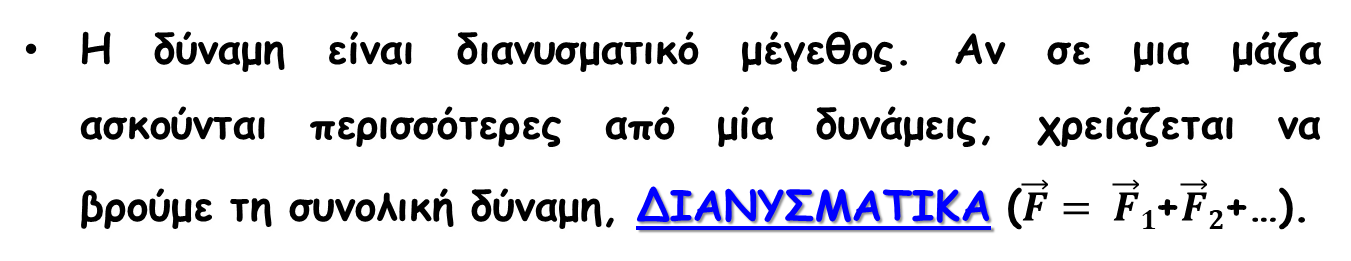 • Η δύναμη είναι διανυσματικό μέγεθος. Αν σε μια μάζα
ασκούνται περισσότερες από μία δυνάμεις, χρειάζεται να
βρούμε τη συνολική δύναμη, ΔΙΑΝΥΣΜΑΤΙΚΑ (F⃗ = F⃗₁+F⃗₂+…).